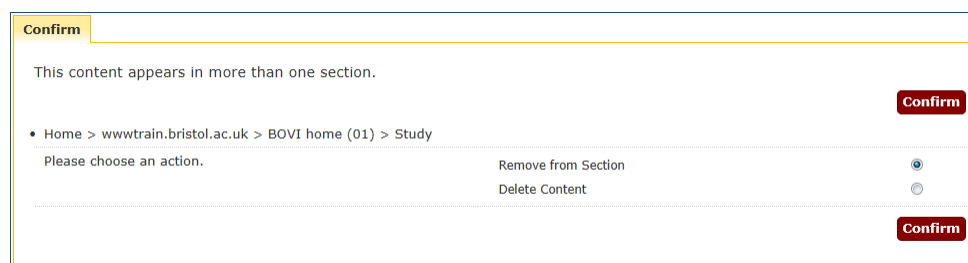 Confirm
This content appears in more than one section.
Confirm
• Home > wwwtrain.bristol.ac.uk > BOVI home (01) > Study
Please choose an action.
Remove from Section
Delete Content
Confirm